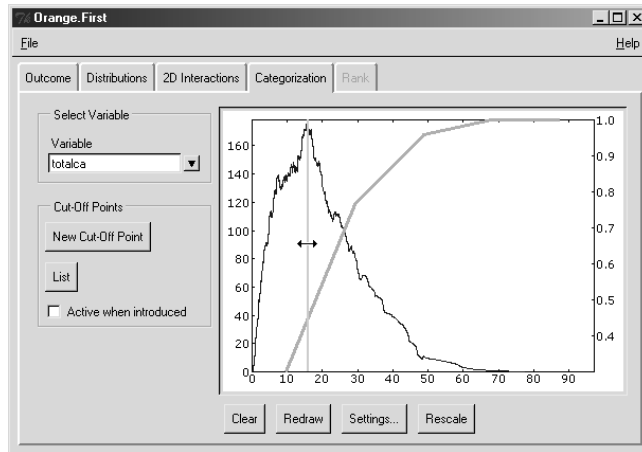 Tk Orange.First
File Help
Outcome Distributions 2D Interactions Categorization Rank
Select Variable
Variable
totalca
Cut-Off Points
New Cut-Off Point
List
Active when introduced
160
140
120
100
80
60
40
20
0
1.0
0.9
0.8
0.7
0.6
0.5
0.4
0 10 20 30 40 50 60 70 80 90
Clear Redraw Settings... Rescale